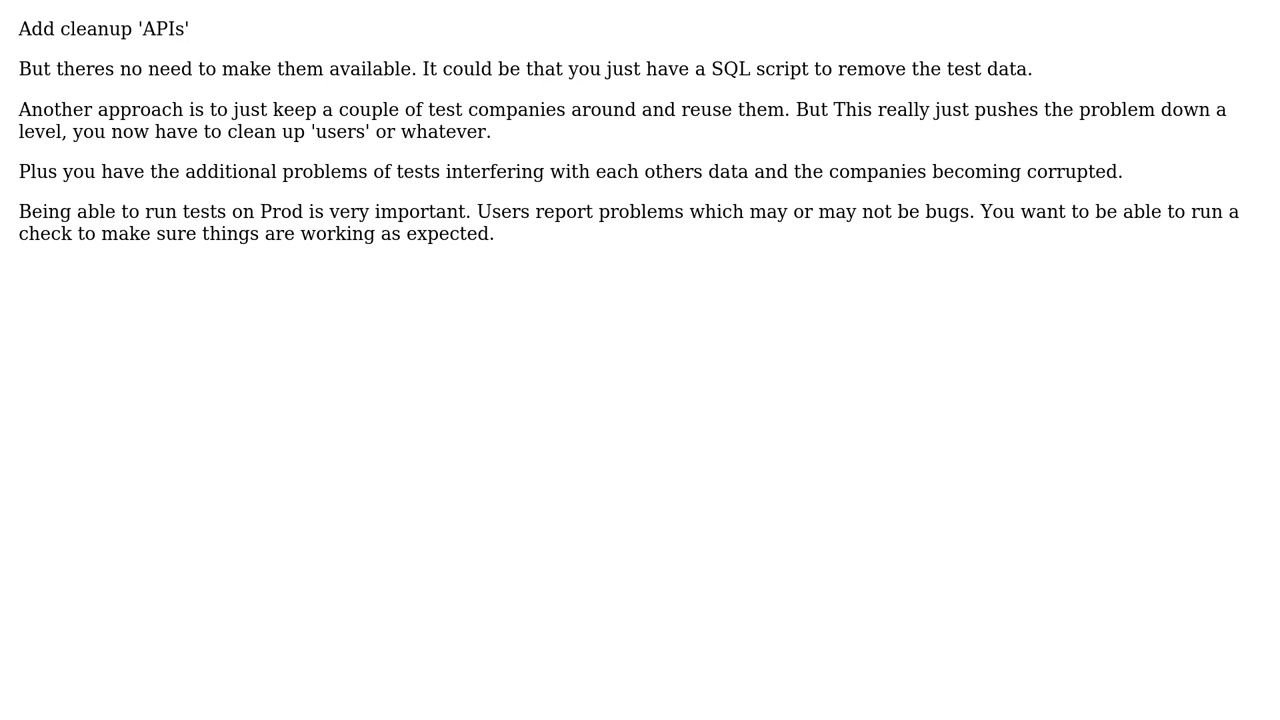 Add cleanup 'APIs'
But theres no need to make them available. It could be that you just have a SQL script to remove the test data.
Another approach is to just keep a couple of test companies around and reuse them. But This really just pushes the problem down a
level, you now have to clean up 'users' or whatever.
Plus you have the additional problems of tests interfering with each others data and the companies becoming corrupted.
Being able to run tests on Prod is very important. Users report problems which may or may not be bugs. You want to be able to run a
check to make sure things are working as expected.